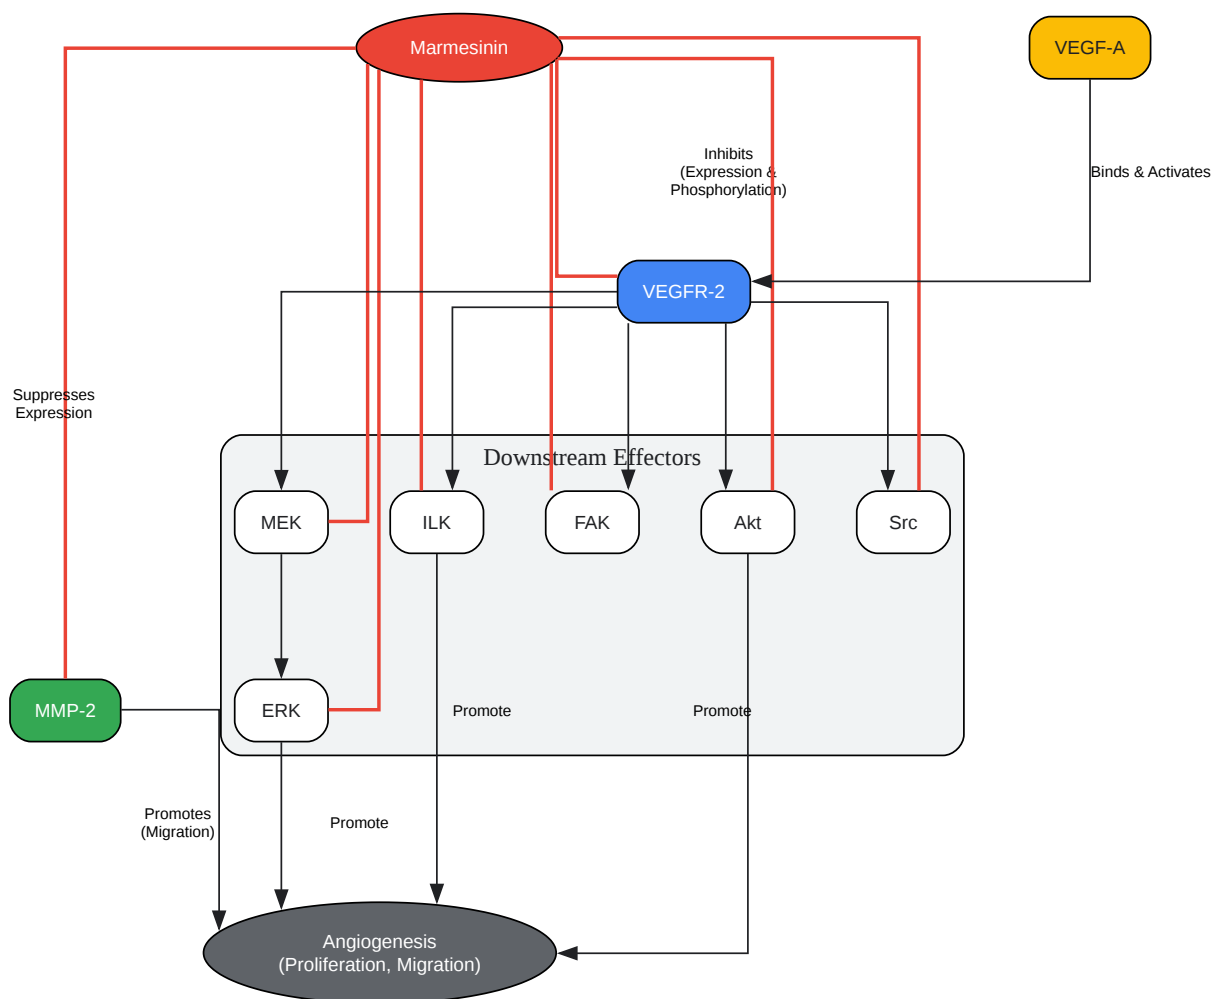 Marmesinin
VEGF-A
Inhibits
(Expression &
Phosphorylation)
Binds & Activates
VEGFR-2
Suppresses
Expression
Downstream Effectors
MEK
ILK
FAK
Akt
Src
MMP-2
ERK
Promote
Promote
Promotes
(Migration)
Promote
Angiogenesis
(Proliferation, Migration)